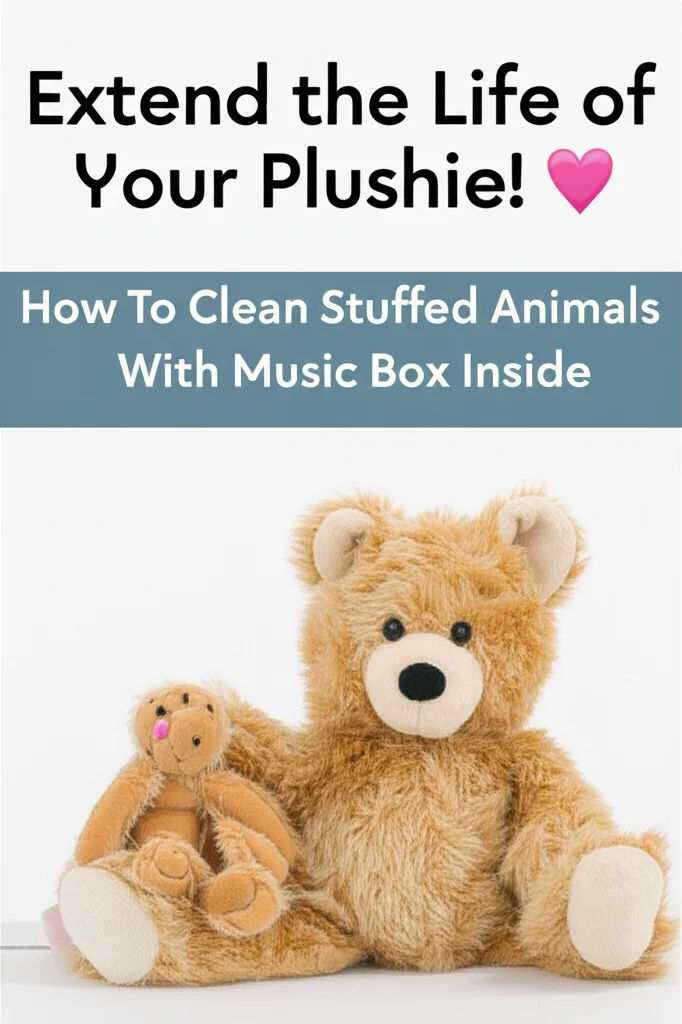 Extend the Life of
Your Plushie! 🩷
How To Clean Stuffed Animals
With Music Box Inside